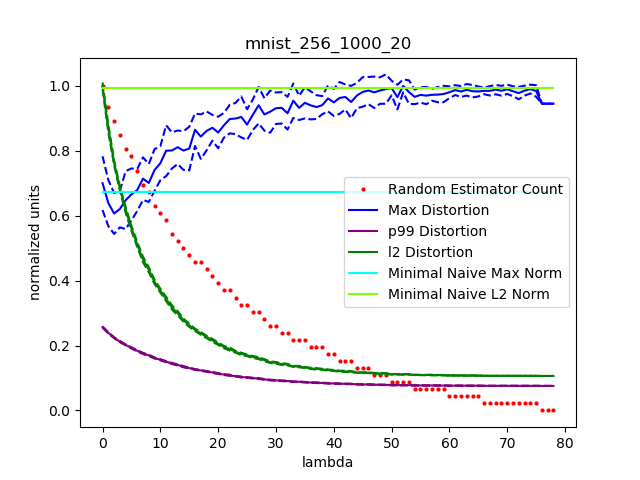 mnist_256_1000_20
normalized units
1.0
0.8
0.6
0.4
0.2
0.0
Random Estimator Count
Max Distortion
p99 Distortion
l2 Distortion
Minimal Naive Max Norm
Minimal Naive L2 Norm
0 10 20 30 40 50 60 70 80
lambda